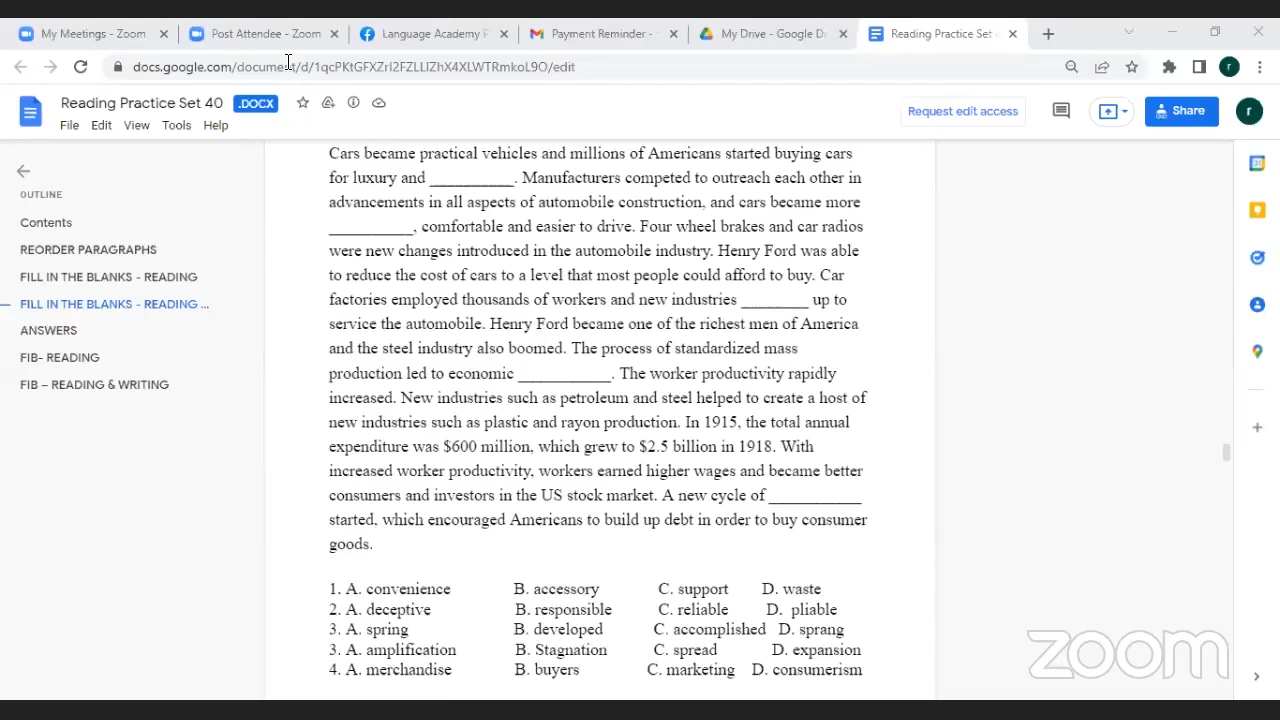 My Meetings - Zoom
Post Attendee - Zoom
Language Academy
Payment Reminder -
My Drive - Google D
Reading Practice Set
docs.google.com/document/d/1qcPKtGFXZrI2FZLLlZhX4XLWTRmkoL9O/edit
r
Reading Practice Set 40 .DOCX
File Edit View Tools Help
Request edit access
Share
r
OUTLINE
Contents
REORDER PARAGRAPHS
FILL IN THE BLANKS - READING
FILL IN THE BLANKS - READING ...
ANSWERS
FIB- READING
FIB – READING & WRITING
Cars became practical vehicles and millions of Americans started buying cars
for luxury and __________. Manufacturers competed to outreach each other in
advancements in all aspects of automobile construction, and cars became more
__________, comfortable and easier to drive. Four wheel brakes and car radios
were new changes introduced in the automobile industry. Henry Ford was able
to reduce the cost of cars to a level that most people could afford to buy. Car
factories employed thousands of workers and new industries ________ up to
service the automobile. Henry Ford became one of the richest men of America
and the steel industry also boomed. The process of standardized mass
production led to economic ___________. The worker productivity rapidly
increased. New industries such as petroleum and steel helped to create a host of
new industries such as plastic and rayon production. In 1915, the total annual
expenditure was $600 million, which grew to $2.5 billion in 1918. With
increased worker productivity, workers earned higher wages and became better
consumers and investors in the US stock market. A new cycle of ___________
started, which encouraged Americans to build up debt in order to buy consumer
goods.
1. A. convenience B. accessory C. support D. waste
2. A. deceptive B. responsible C. reliable D. pliable
3. A. spring B. developed C. accomplished D. sprang
3. A. amplification B. Stagnation C. spread D. expansion
4. A. merchandise B. buyers C. marketing D. consumerism
zoom